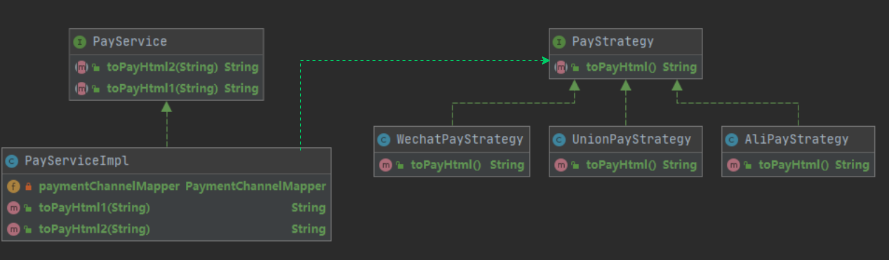 I PayService
m toPayHtml2(String) String
m toPayHtml1(String) String
I PayStrategy
m toPayHtml() String
C PayServiceImpl
f paymentChannelMapper PaymentChannelMapper
m toPayHtml1(String) String
m toPayHtml2(String) String
C WechatPayStrategy
m toPayHtml() String
C UnionPayStrategy
m toPayHtml() String
C AliPayStrategy
m toPayHtml() String